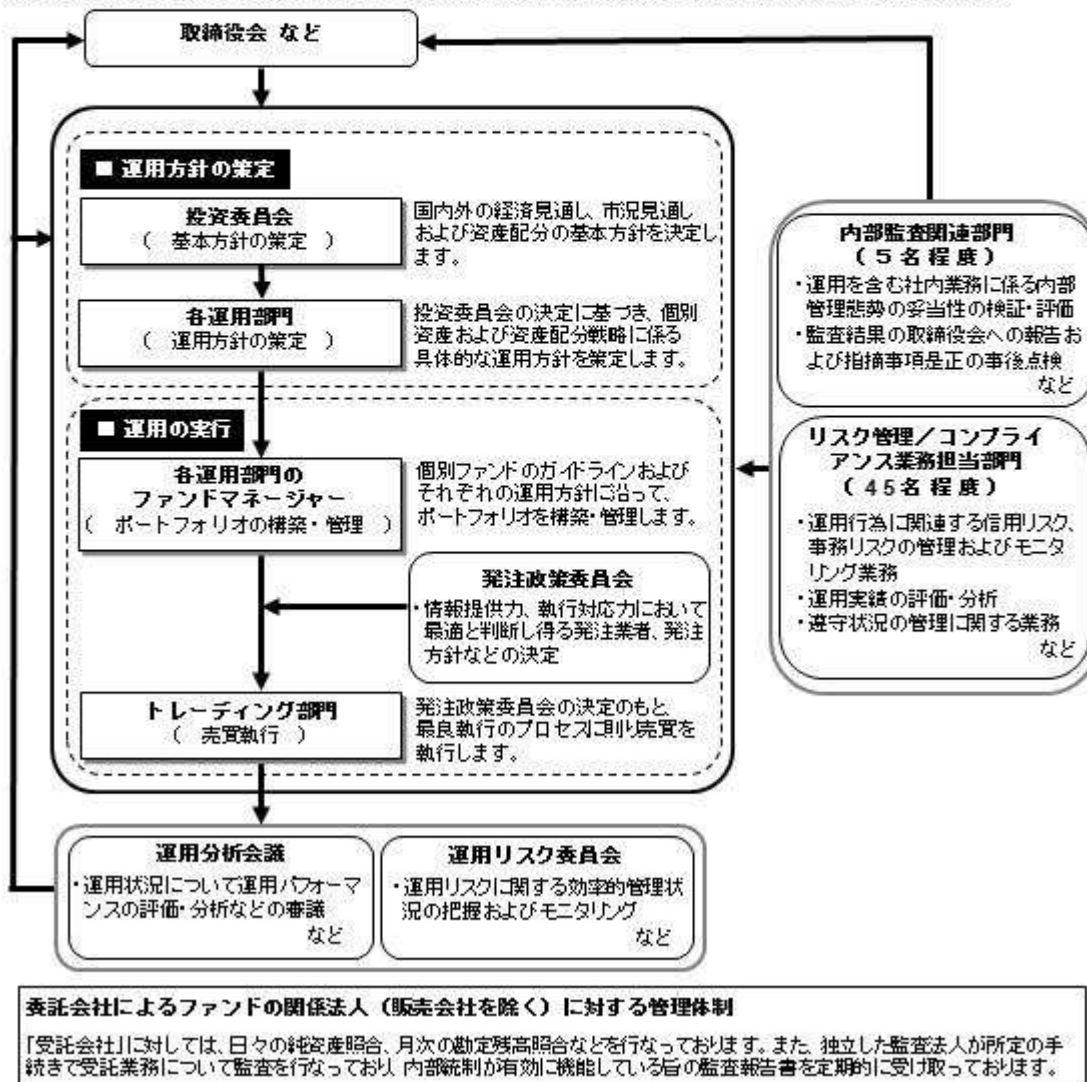 取締役会 など
■ 運用方針の策定
投資委員会
( 基本方針の策定 )
国内外の経済見通し、市況見通し
および資産配分の基本方針を決定し
ます。
各運用部門
( 運用方針の策定 )
投資委員会の決定に基づき、個別
資産および資産配分戦略に係る
具体的な運用方針を策定します。
■ 運用の実行
各運用部門の
ファンドマネージャー
( ポートフォリオの構築・管理 )
個別ファンドのガイドラインおよび
それぞれの運用方針に沿って、
ポートフォリオを構築・管理します。
発注政策委員会
・情報提供力、執行対応力において
最適と判断し得る発注業者、発注
方針などの決定
トレーディング部門
( 売買執行 )
発注政策委員会の決定のもと
最良執行のプロセスに則り売買を
執行します。
内部監査関連部門
(5名程度)
・運用を含む社内業務に係る内部
管理態勢の妥当性の検証・評価
・監査結果の取締役会への報告お
よび指摘事項是正の事後点検
など
リスク管理/コンプライ
アンス業務担当部門
(45名程度)
・運用行為に関連する信用リスク、
事務リスクの管理およびモニタ
リング業務
・運用実績の評価・分析
・遵守状況の管理に関する業務
など
運用分析会議
・運用状況について運用パフォーマ
ンスの評価・分析などの審議
など
運用リスク委員会
・運用リスクに関する効率的管理状
況の把握およびモニタリング
など
委託会社によるファンドの関係法人(販売会社を除く)に対する管理体制
「受託会社」に対しては、日々の純資産照合、月次の勘定残高照合などを行なっております。また、独立した監査法人が所定の手
続きで受託業務について監査を行なっており、内部統制が有効に機能している旨の監査報告書を定期的に受け取っております。